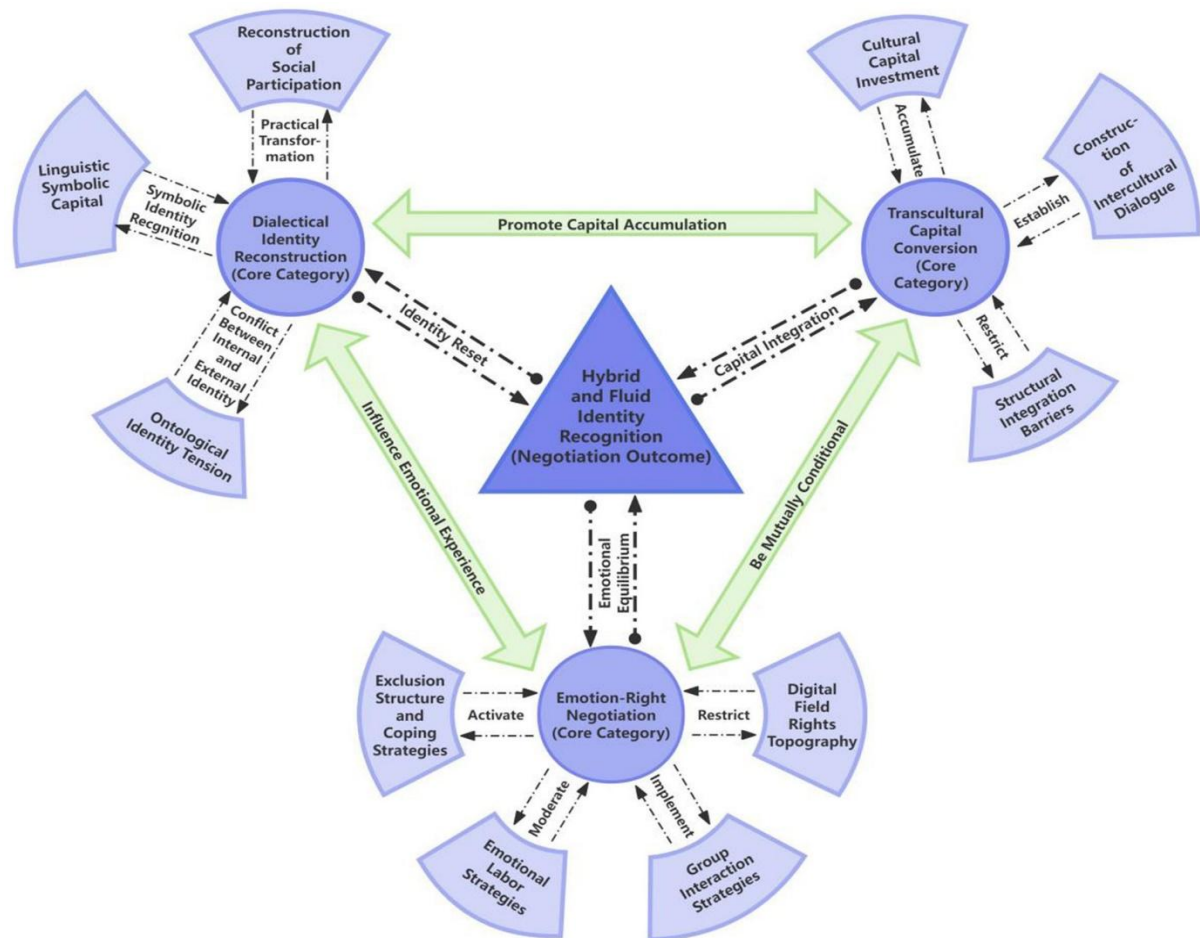 Reconstruction
of
Social
Participation
Practical
Transfor-
mation
Linguistic
Symbolic
Capital
Symbolic
Identity
Recgnition
Dialectical
Identity
Reconstruction
(Core Category)
Conflict
Between
Internal
and
External
Identity
Ontological
Identity Tension
Promote Capital Accumulation
Cultural
Capital
Investment
Accumulate
Construc-
tion
of
Intercultural
Dialogue
Establish
Transcultural
Capital
Conversion
(Core
Category)
Restrict
Structural
Integration
Barriers
Identity Reset
Capital Integration
Hybrid
and Fluid
Identity
Recognition
(Negotiation Outcome)
Influence Emotional Experience
Be Mutually Conditional
Emotional
Equilibrium
Exclusion
Structure
and
Coping
Strategies
Activate
Emotion-Right
Negotiation
(Core Category)
Restrict
Digital
Field
Rights
Topography
Moderate
Emotional
Labor
Strategies
Implement
Group
Interaction
Strategies